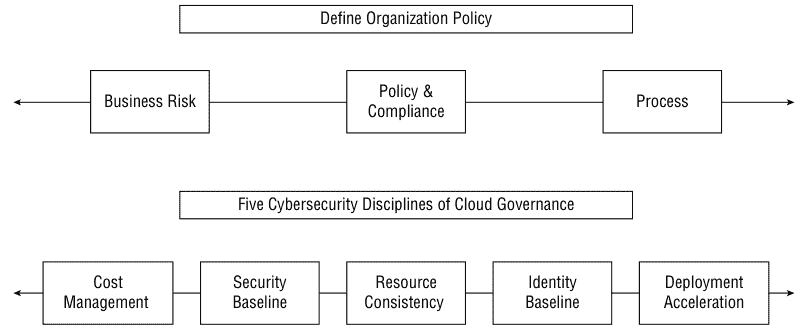 Define Organization Policy
Business Risk
Policy &
Compliance
Process
Five Cybersecurity Disciplines of Cloud Governance
Cost
Management
Security
Baseline
Resource
Consistency
Identity
Baseline
Deployment
Acceleration